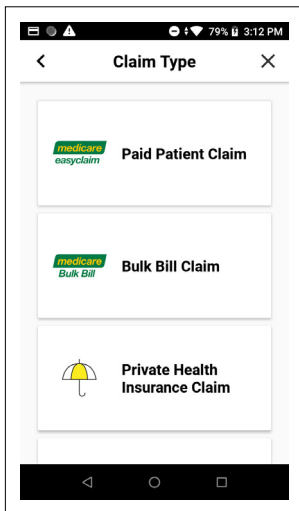 79% 3:12 PM
Claim Type
medicare
easyclaim
Paid Patient Claim
medicare
Bulk Bill
Bulk Bill Claim
Private Health
Insurance Claim